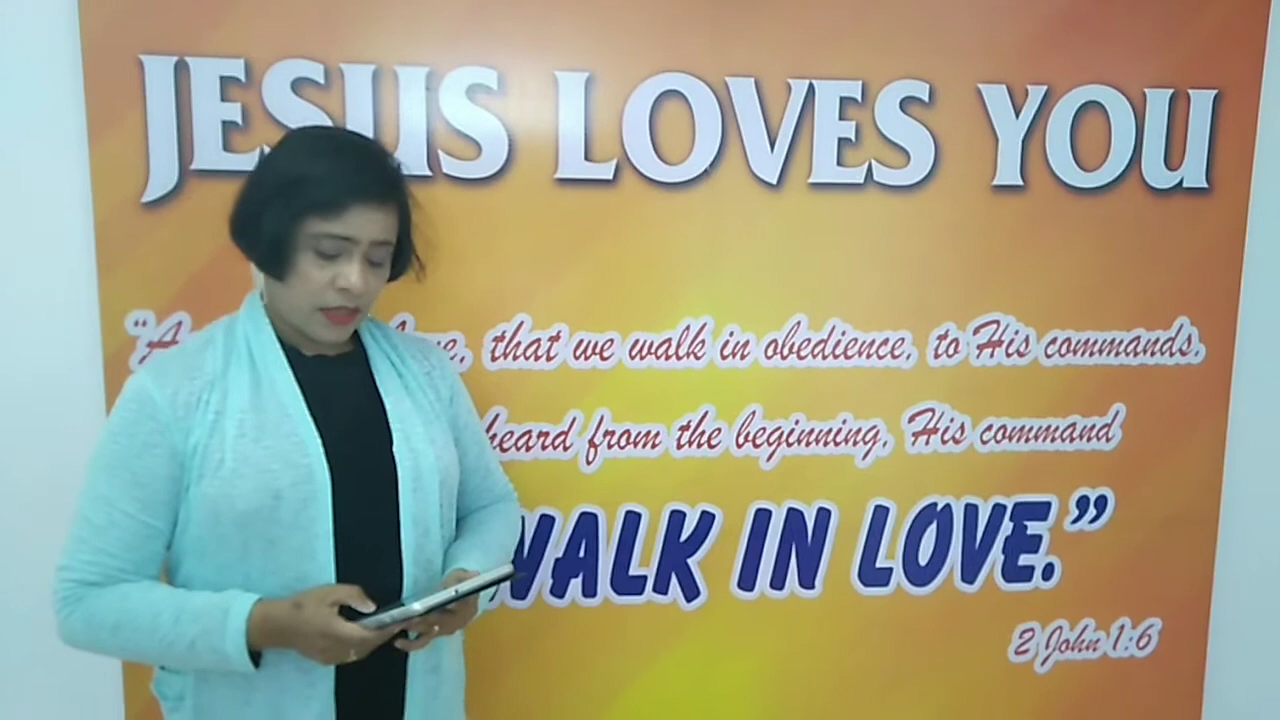 JESUS LOVES YOU
that we walk in obedience, to His commands.
heard from the beginning, His command
WALK IN LOVE.”
2 John 1:6